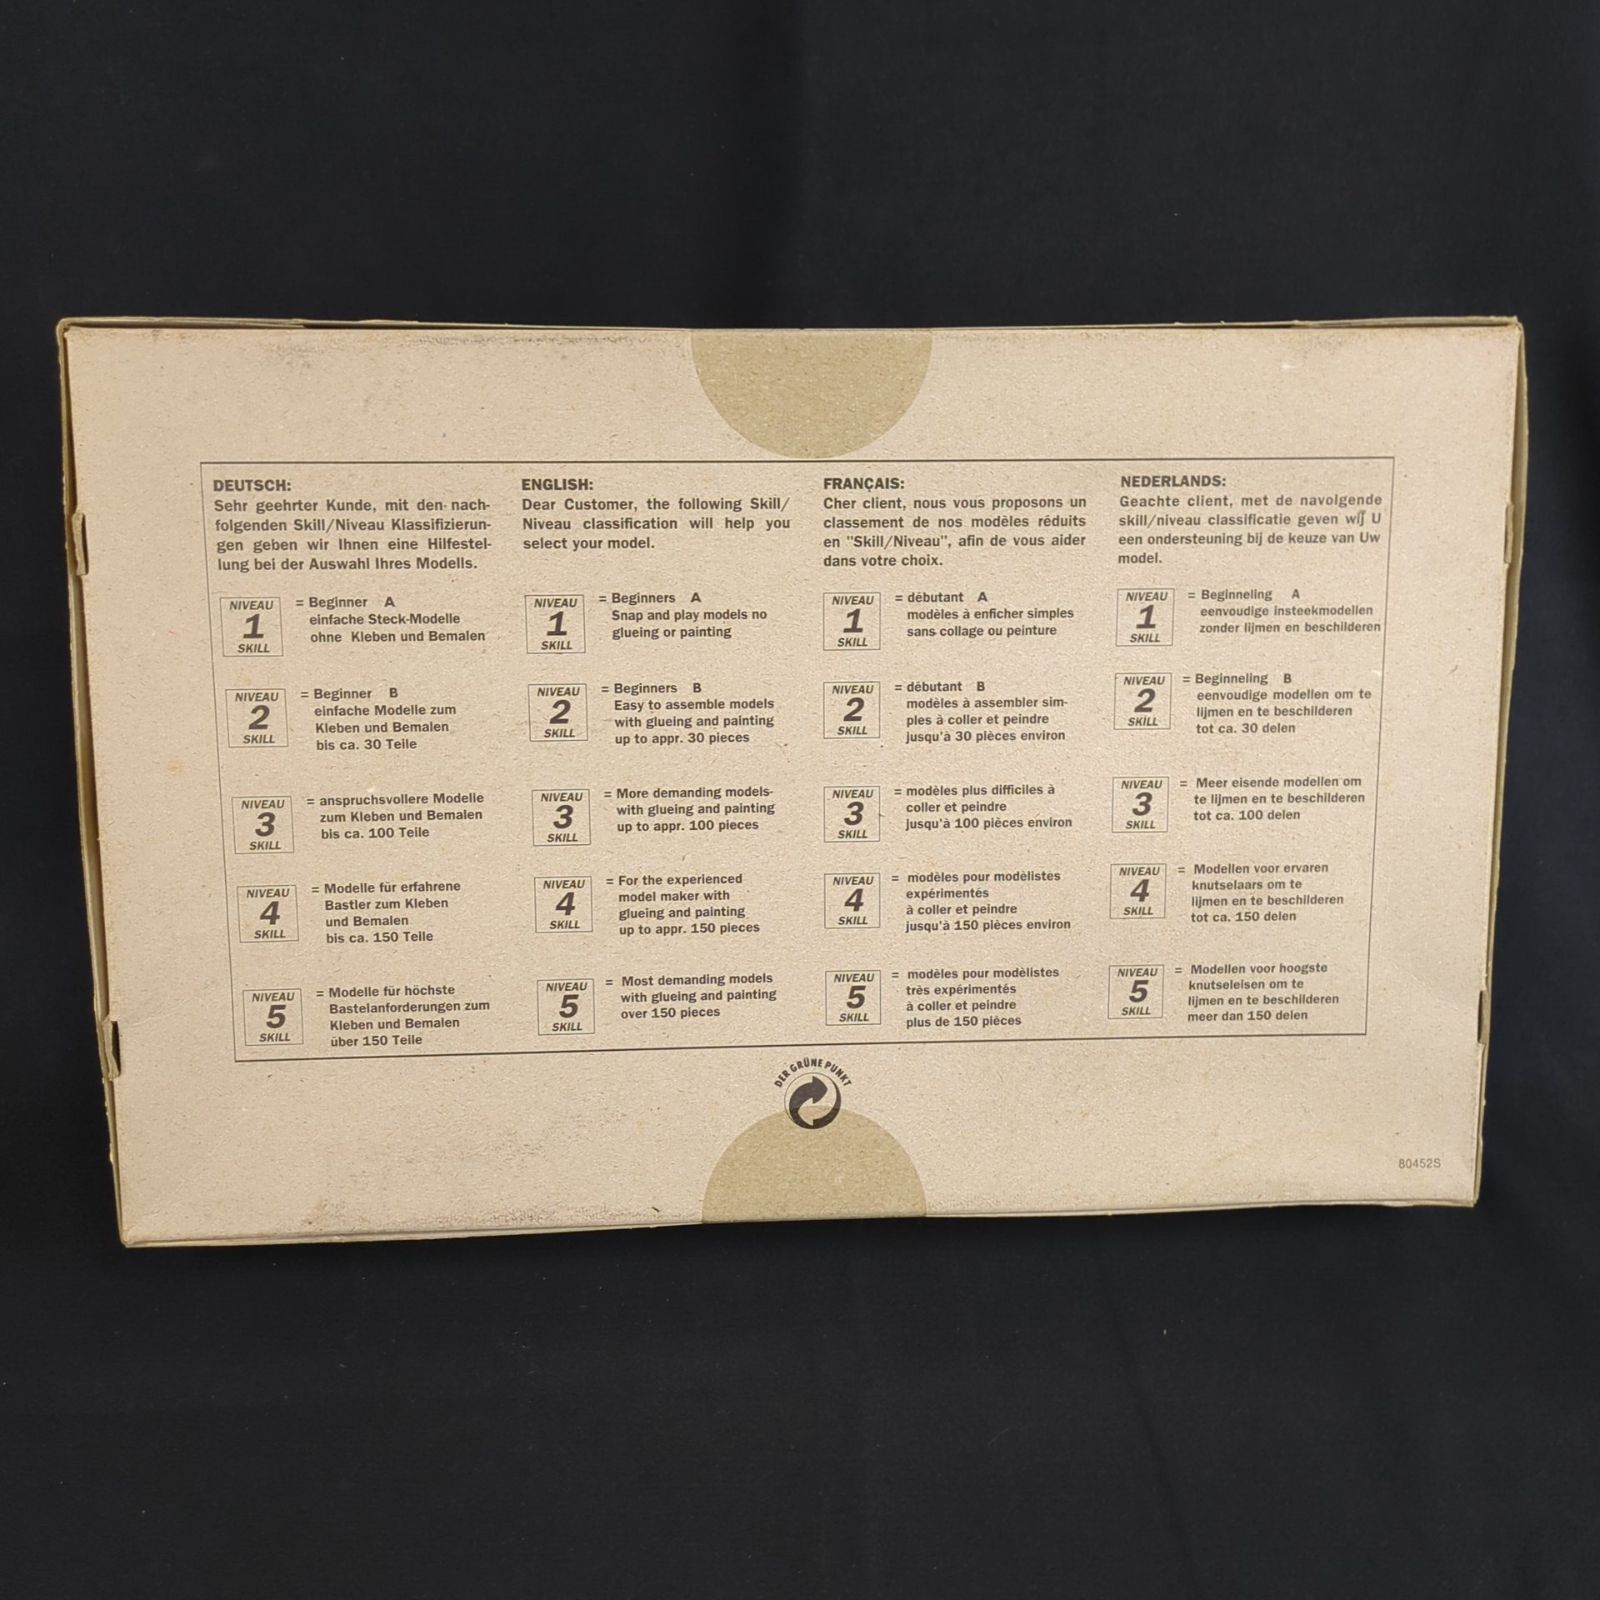 DEUTSCH:
Sehr geehrter Kunde, mit den nach-
folgenden Skill/Niveau Klassifizierun-
gen geben wir Ihnen eine Hilfestel-
lung bei der Auswahl Ihres Modells.
NIVEAU
1
SKILL
= Beginner A
einfache Steck-Modelle
ohne Kleben und Bemalen
NIVEAU
2
SKILL
= Beginner B
einfache Modelle zum
Kleben und Bemalen
bis ca. 30 Teile
NIVEAU
3
SKILL
= anspruchsvollere Modelle
zum Kleben und Bemalen
bis ca. 100 Teile
NIVEAU
4
SKILL
= Modelle für erfahrene
Bastler zum Kleben
und Bemalen
bis ca. 150 Teile
NIVEAU
5
SKILL
= Modelle für höchste
Bastelanforderungen zum
Kleben und Bemalen
über 150 Teile
ENGLISH:
Dear Customer, the following Skill/
Niveau classification will help you
select your model.
NIVEAU
1
SKILL
= Beginners A
Snap and play models no
glueing or painting
NIVEAU
2
SKILL
= Beginners B
Easy to assemble models
with glueing and painting
up to appr. 30 pieces
NIVEAU
3
SKILL
= More demanding models
with glueing and painting
up to appr. 100 pieces
NIVEAU
4
SKILL
= For the experienced
model maker with
glueing and painting
up to appr. 150 pieces
NIVEAU
5
SKILL
= Most demanding models
with glueing and painting
over 150 pieces
FRANÇAIS:
Cher client, nous vous proposons un
classement de nos modèles réduits
en "Skill/Niveau", afin de vous aider
dans votre choix.
NIVEAU
1
SKILL
= débutant A
modèles à enficher simples
sans collage ou peinture
NIVEAU
2
SKILL
= débutant B
modèles à assembler sim-
ples à coller et peindre
jusqu'à 30 pièces environ
NIVEAU
3
SKILL
= modèles plus difficiles à
coller et peindre
jusqu'à 100 pièces environ
NIVEAU
4
SKILL
= modèles pour modèlistes
expérimentés
à coller et peindre
jusqu'à 150 pièces environ
NIVEAU
5
SKILL
= modèles pour modèlistes
très expérimentés
à coller et peindre
plus de 150 pièces
NEDERLANDS:
Geachte client, met de navolgende
skill/niveau classificatie geven wij U
een ondersteuning bij de keuze van Uw
model.
NIVEAU
1
SKILL
= Beginneling A
eenvoudige insteekmodellen
zonder lijmen en beschilderen
NIVEAU
2
SKILL
= Beginneling B
eenvoudige modellen om te
lijmen en te beschilderen
tot ca. 30 delen
NIVEAU
3
SKILL
= Meer eisende modellen om
te lijmen en te beschilderen
tot ca. 100 delen
NIVEAU
4
SKILL
= Modellen voor ervaren
knutselaars om te
lijmen en te beschilderen
tot ca. 150 delen
NIVEAU
5
SKILL
= Modellen voor hoogste
knutseleisen om te
lijmen en te beschilderen
meer dan 150 delen
DER GRÜNE PUNKT
80452S